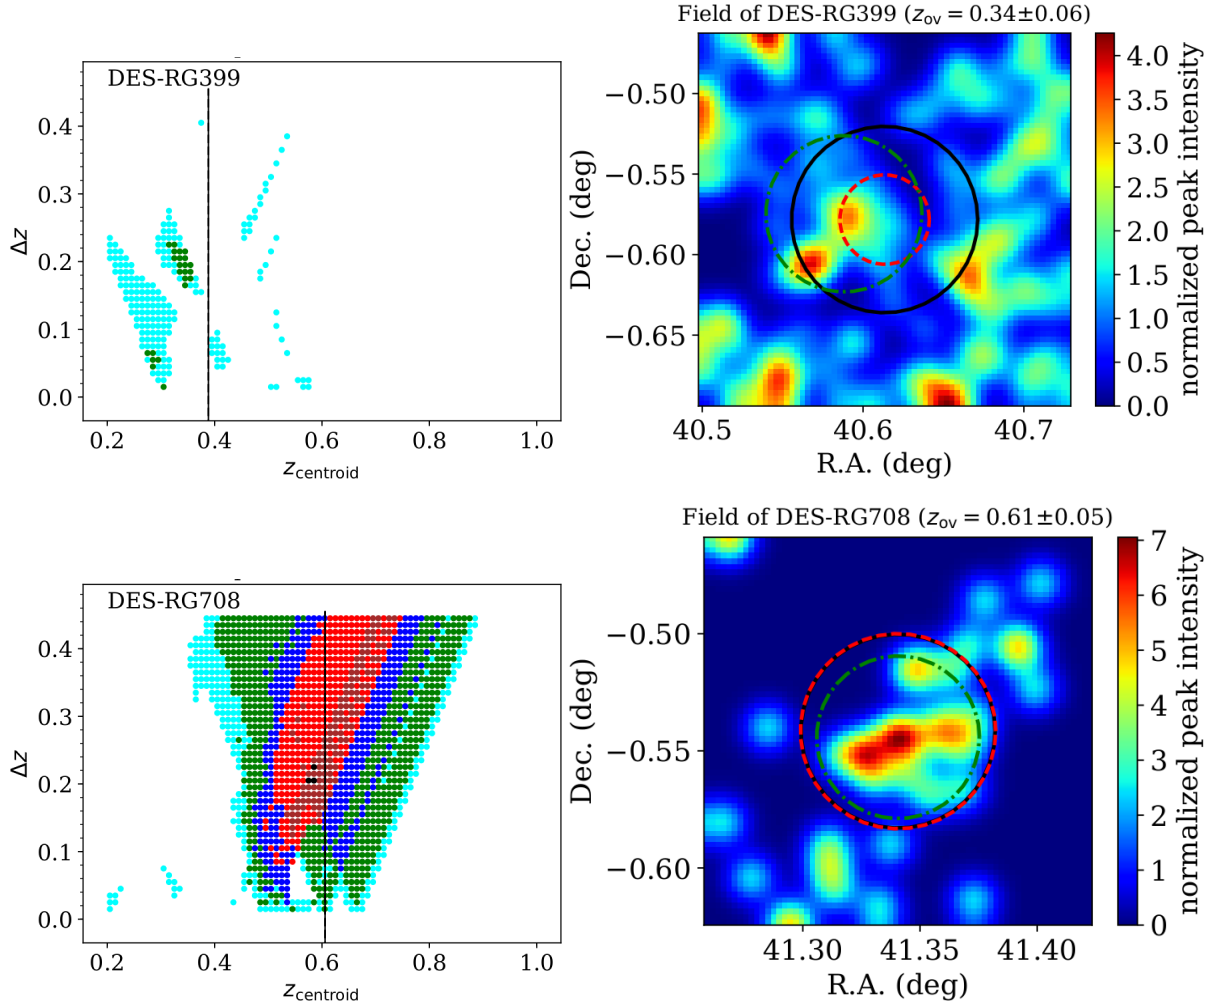 DES-RG399
Δz
0.4
0.3
0.2
0.1
0.0
0.2 0.4 0.6 0.8 1.0
z_centroid
Field of DES-RG399 (z_ov = 0.34±0.06)
Dec. (deg)
−0.50
−0.55
−0.60
−0.65
40.5 40.6 40.7
R.A. (deg)
4.0
3.5
3.0
2.5
2.0
1.5
1.0
0.5
0.0
normalized peak intensity
DES-RG708
Δz
0.4
0.3
0.2
0.1
0.0
0.2 0.4 0.6 0.8 1.0
z_centroid
Field of DES-RG708 (z_ov = 0.61±0.05)
Dec. (deg)
−0.50
−0.55
−0.60
41.30 41.35 41.40
R.A. (deg)
7
6
5
4
3
2
1
0
normalized peak intensity